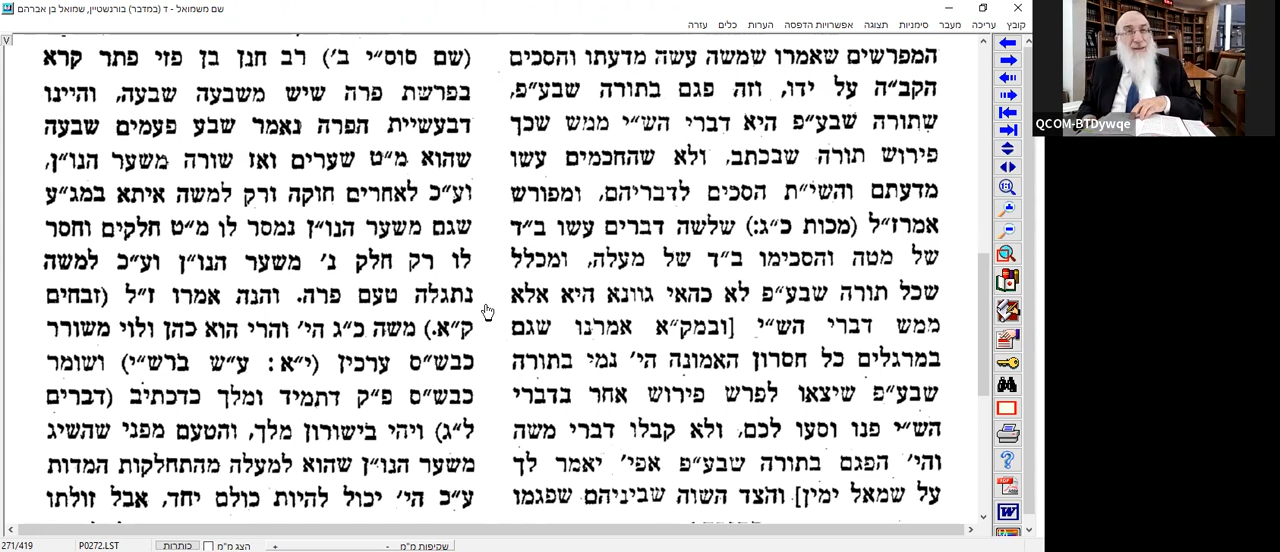 שם משמואל - ד (במדבר) בורנשטיין, שמואל בן אברהם
קובץ עריכה מעבר סימניות תצוגה אפשרויות הדפסה הערות כלים עזרה
המפרשים שאמרו שמשה עשה מדעתו והסכים
הקב״ה על ידו, וזה פגם בתורה שבע״פ,
שתורה שבע״פ היא דברי הש״י ממש שכך
פירוש תורה שבכתב, ולא שהחכמים עשו
מדעתם והשי״ת הסכים לדבריהם, ומפורש
אמרז״ל (מכות כ״ג:) שלשה דברים עשו ב״ד
של מטה והסכימו ב״ד של מעלה, ומכלל
שכל תורה שבע״פ לא כהאי גוונא היא אלא
ממש דברי הש״י [ובמק״א אמרנו שגם
במרגלים כל חסרון האמונה הי׳ נמי בתורה
שבע״פ שיצאו לפרש פירוש אחר בדברי
הש״י פנו וסעו לכם, ולא קבלו דברי משה
והי׳ הפגם בתורה שבע״פ אפי׳ יאמר לך
על שמאל ימין] והצד השוה שביניהם שפגמו
(שם סוס״י ב׳) רב חנן בן פזי פתר קרא
בפרשת פרה שיש משבעה שבעה, והיינו
דבעשיית הפרה נאמר שבע פעמים שבעה
שהוא מ״ט שערים ואז שורה משער הנו״ן,
וע״כ לאחרים חוקה ורק למשה איתא במג״ע
שגם משער הנו״ן נמסר לו מ״ט חלקים וחסר
לו רק חלק נ׳ משער הנו״ן וע״כ למשה
נתגלה טעם פרה. והנה אמרו ז״ל (זבחים
ק״א.) משה כ״ג הי׳ והרי הוא כהן ולוי משורר
כבש״ס ערכין (י״א: ע״ש ברש״י) ושומר
כבש״ס פ״ק דתמיד ומלך כדכתיב (דברים
ל״ג) ויהי בישורון מלך, והטעם מפני שהשיג
משער הנו״ן שהוא למעלה מהתחלקות המדות
ע״כ הי׳ יכול להיות כולם יחד, אבל זולתו
QCOM-BTDywqe
271/419 P0272.LST כותרות הצג מ״מ + - שקיפות מ״מ